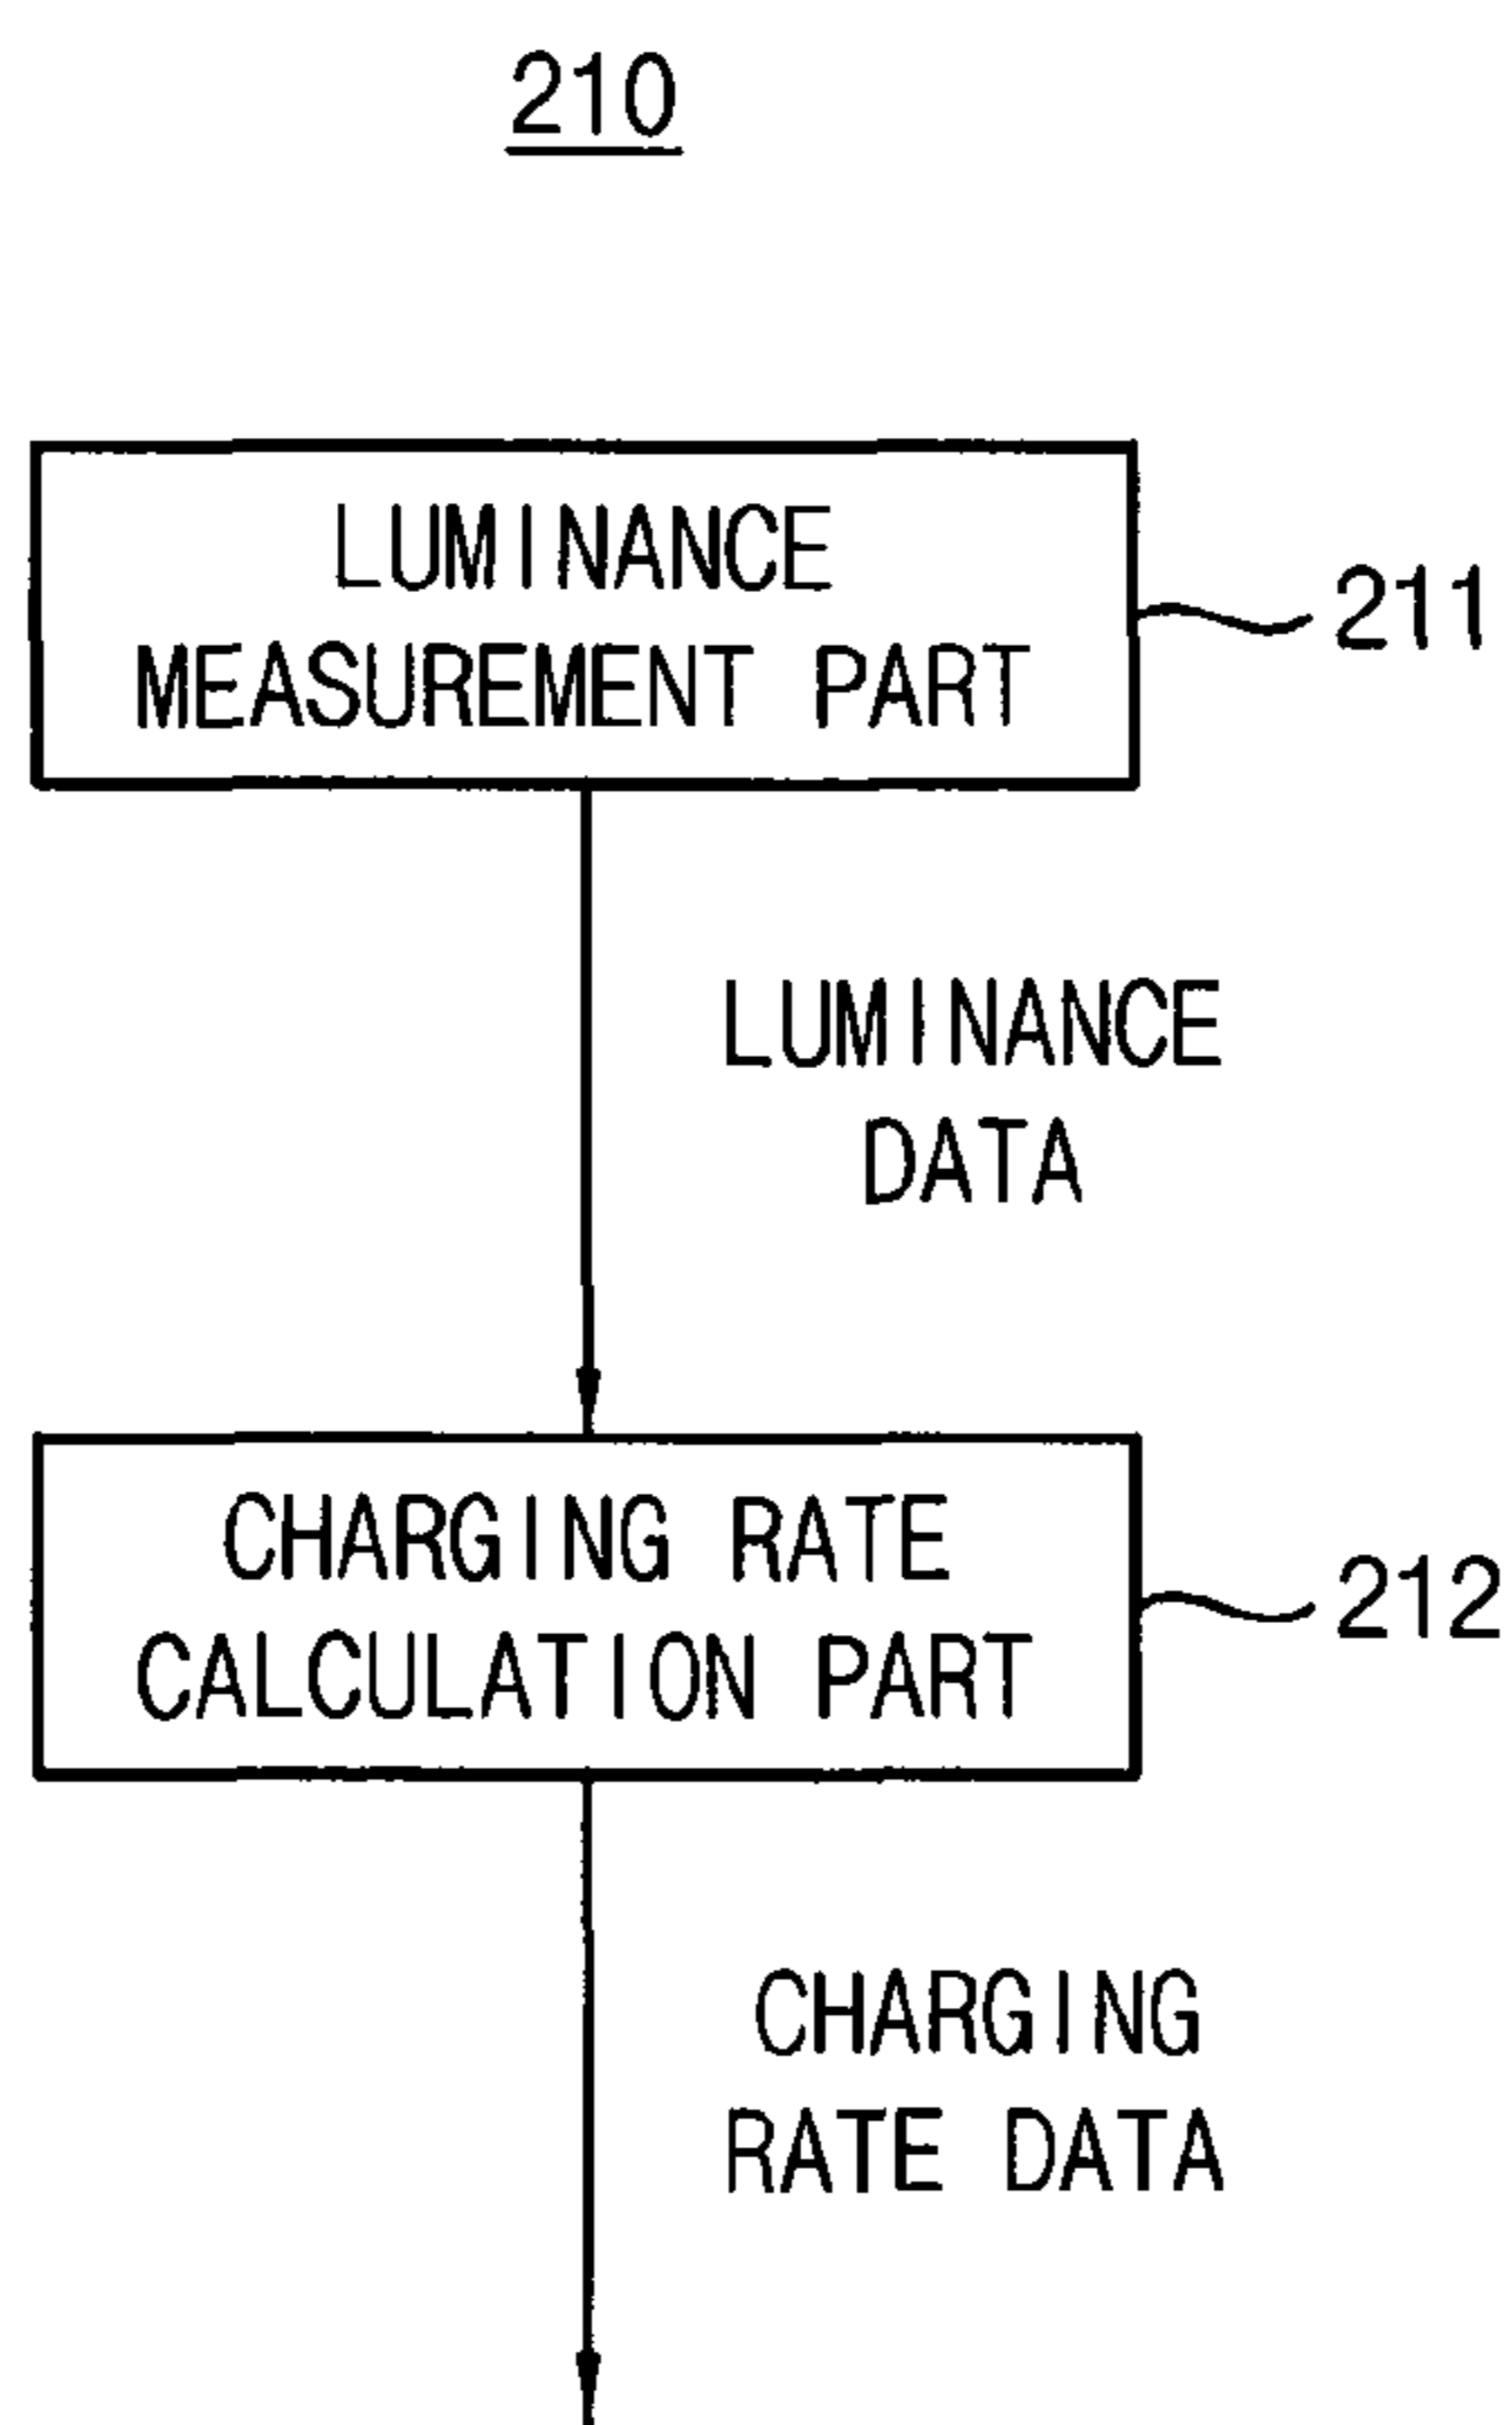 210
LUMINANCE
MEASUREMENT PART
211
LUMINANCE
DATA
CHARGING RATE
CALCULATION PART
212
CHARGING
RATE DATA